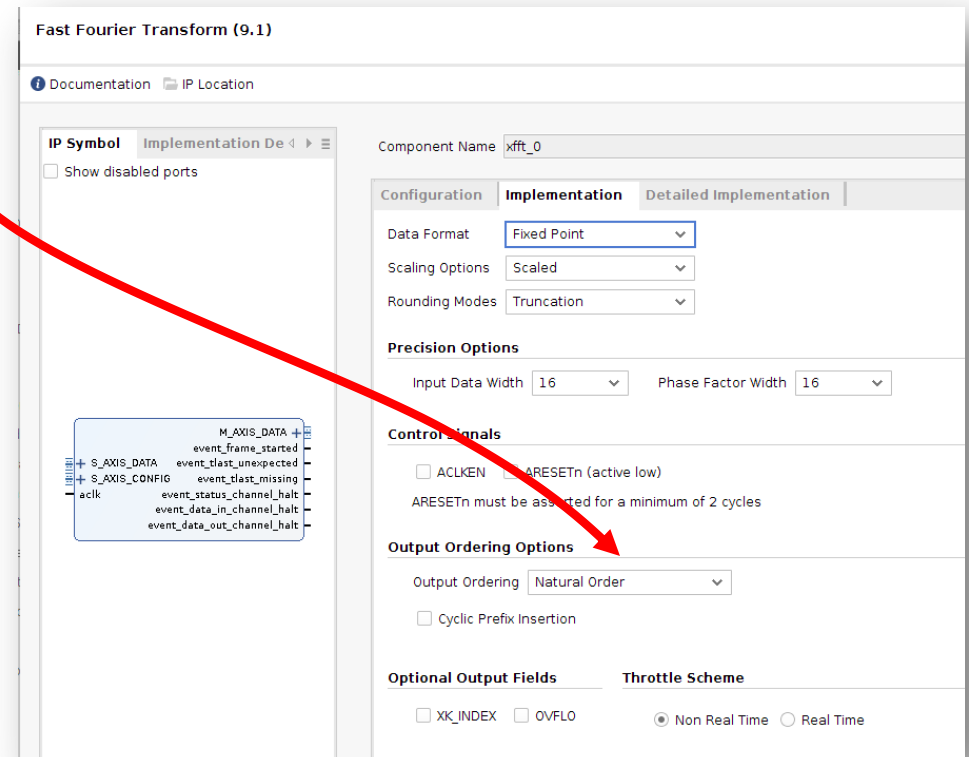 Fast Fourier Transform (9.1)
Documentation IP Location
IP Symbol Implementation De
Show disabled ports
M_AXIS_DATA
event_frame_started
S_AXIS_DATA event_tlast_unexpected
S_AXIS_CONFIG event_tlast_missing
aclk event_status_channel_halt
event_data_in_channel_halt
event_data_out_channel_halt
Component Name xfft_0
Configuration Implementation Detailed Implementation
Data Format Fixed Point
Scaling Options Scaled
Rounding Modes Truncation
Precision Options
Input Data Width 16 Phase Factor Width 16
Control Signals
ACLKEN ARESETn (active low)
ARESETn must be asserted for a minimum of 2 cycles
Output Ordering Options
Output Ordering Natural Order
Cyclic Prefix Insertion
Optional Output Fields Throttle Scheme
XK_INDEX OVFLO Non Real Time Real Time